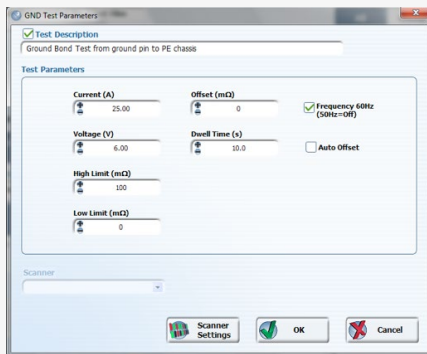 GND Test Parameters
Test Description
Ground Bond Test from ground pin to PE chassis
Test Parameters
Current (A)
25.00
Offset (mΩ)
0
Frequency 60Hz
(50Hz=Off)
Voltage (V)
6.00
Dwell Time (s)
10.0
Auto Offset
High Limit (mΩ)
100
Low Limit (mΩ)
0
Scanner
Scanner
Settings
OK
Cancel